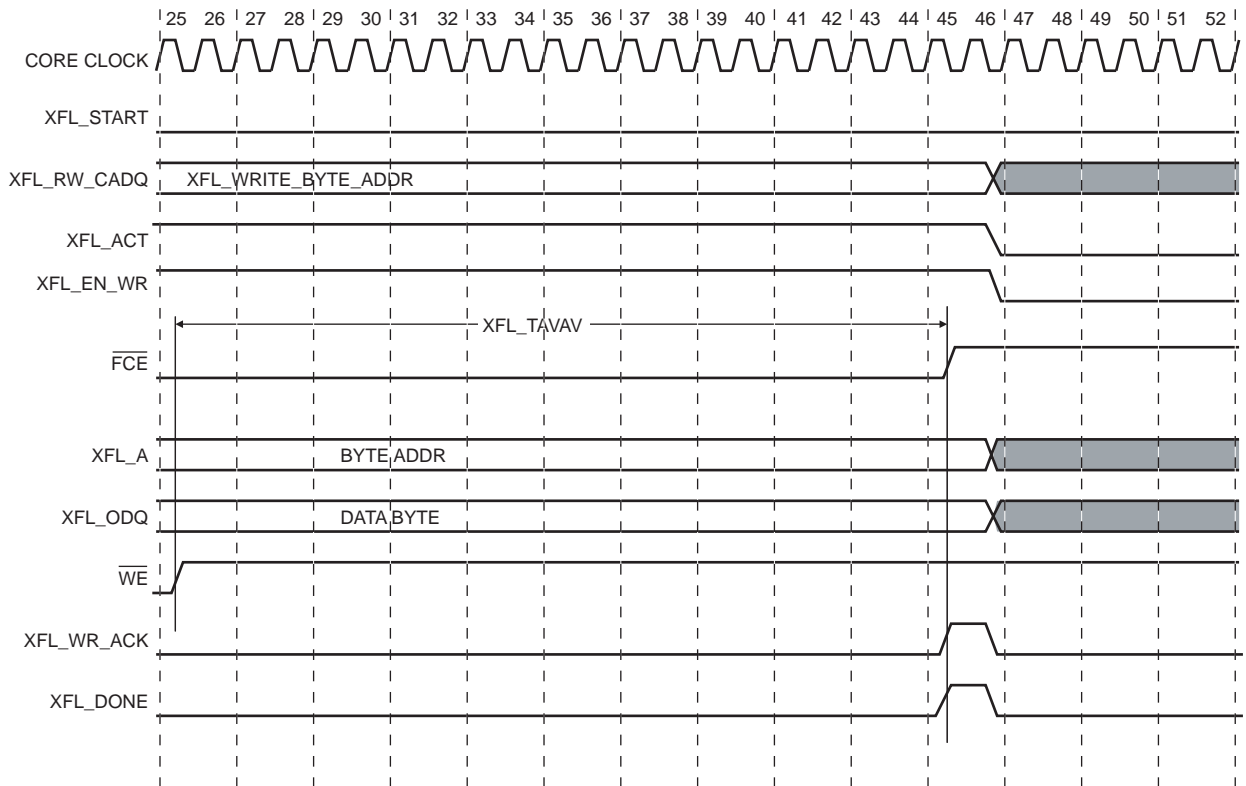 25 26 27 28 29 30 31 32 33 34 35 36 37 38 39 40 41 42 43 44 45 46 47 48 49 50 51 52
CORE CLOCK
XFL_START
XFL_RW_CADQ XFL_WRITE_BYTE_ADDR
XFL_ACT
XFL_EN_WR
XFL_TAVAV
FCE
XFL_A BYTE ADDR
XFL_ODQ DATA BYTE
WE
XFL_WR_ACK
XFL_DONE